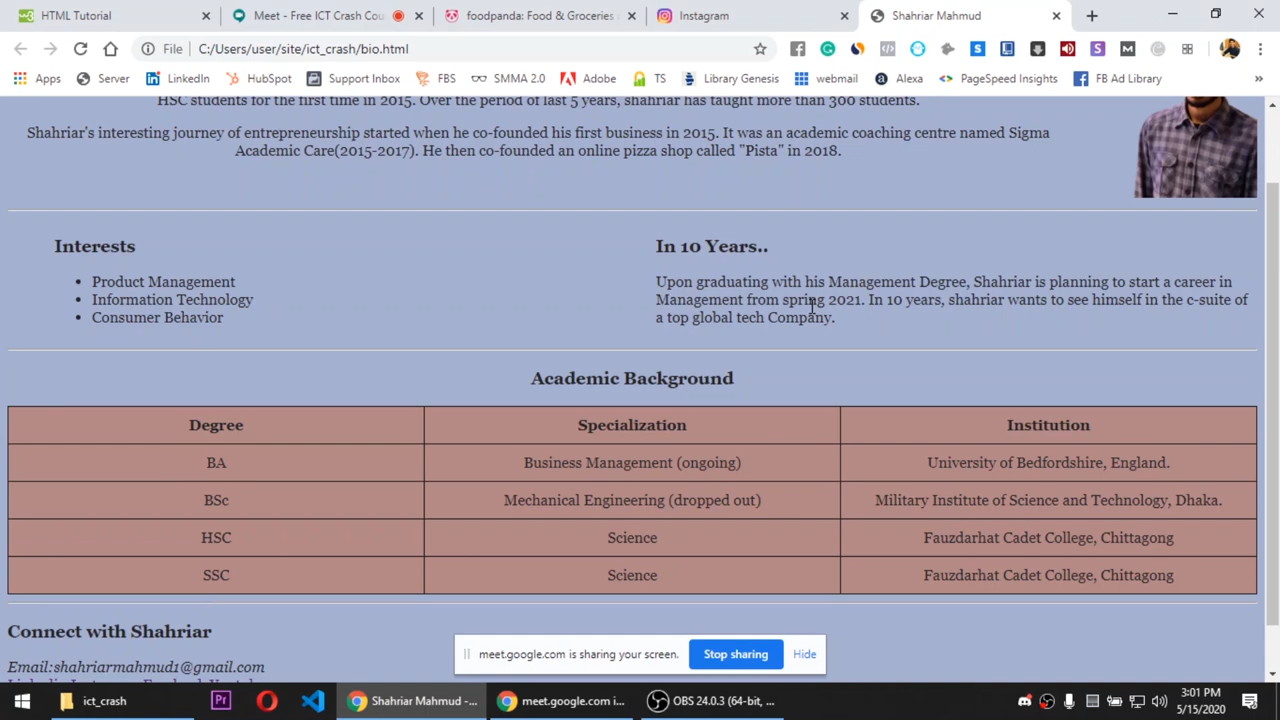 HTML Tutorial
Meet - Free ICT Crash Cou
foodpanda: Food & Groceries
Instagram
Shahriar Mahmud
File
C:/Users/user/site/ict_crash/bio.html
Apps
Server
LinkedIn
HubSpot
Support Inbox
FBS
SMMA 2.0
Adobe
TS
Library Genesis
webmail
Alexa
PageSpeed Insights
FB Ad Library
HSC students for the first time in 2015. Over the period of last 5 years, shahriar has taught more than 300 students.
Shahriar's interesting journey of entrepreneurship started when he co-founded his first business in 2015. It was an academic coaching centre named Sigma
Academic Care(2015-2017). He then co-founded an online pizza shop called "Pista" in 2018.
Interests
Product Management
Information Technology
Consumer Behavior
In 10 Years..
Upon graduating with his Management Degree, Shahriar is planning to start a career in
Management from spring 2021. In 10 years, shahriar wants to see himself in the c-suite of
a top global tech Company.
Academic Background
Degree Specialization Institution
BA Business Management (ongoing) University of Bedfordshire, England.
BSc Mechanical Engineering (dropped out) Military Institute of Science and Technology, Dhaka.
HSC Science Fauzdarhat Cadet College, Chittagong
SSC Science Fauzdarhat Cadet College, Chittagong
Connect with Shahriar
Email:shahriarmahmud1@gmail.com
meet.google.com is sharing your screen.
Stop sharing
Hide
ict_crash
Shahriar Mahmud -...
meet.google.com i...
OBS 24.0.3 (64-bit, ...
3:01 PM
5/15/2020